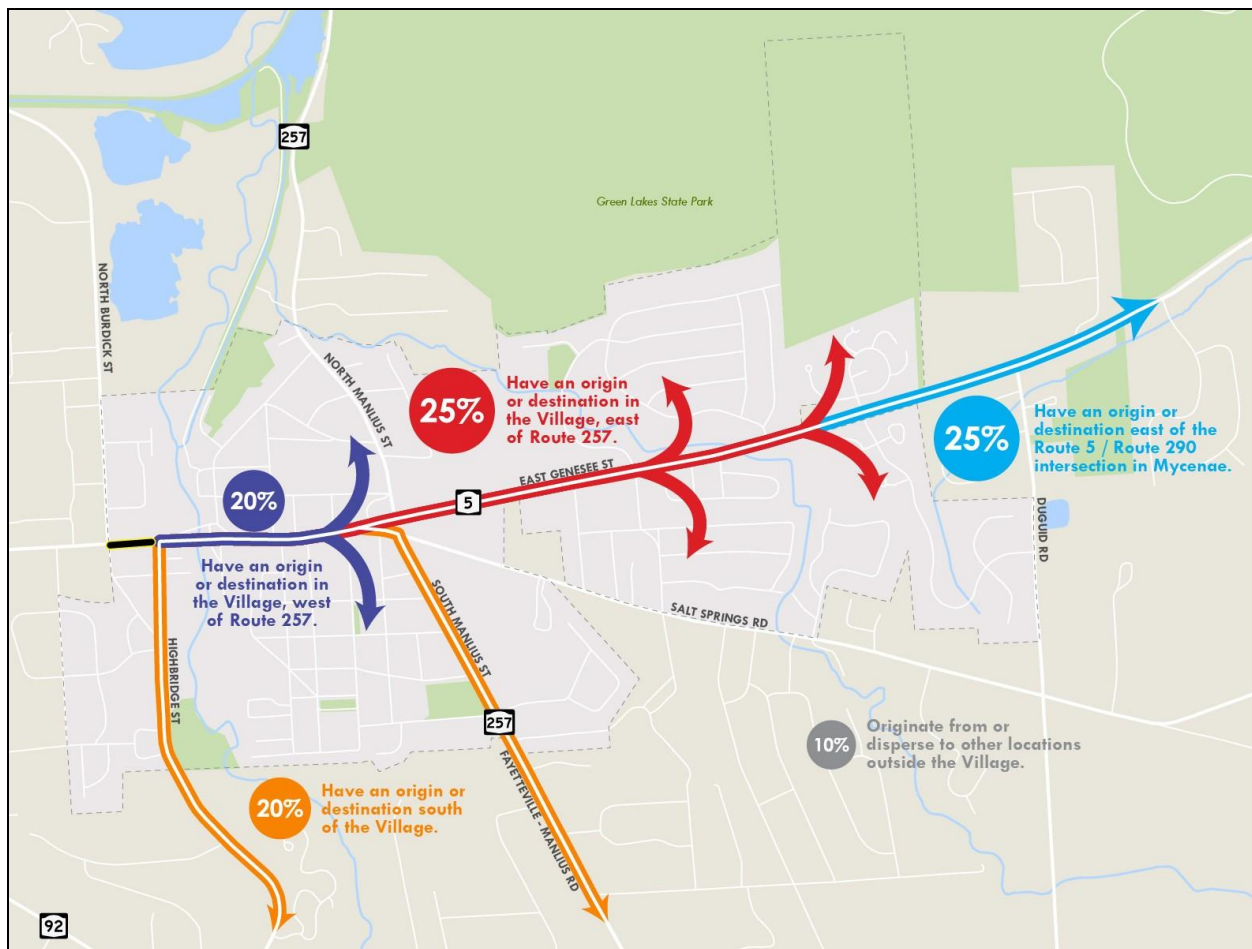 257
Green Lakes State Park
NORTH BURDICK ST
NORTH MANLIUS ST
25%
Have an origin
or destination in
the Village, east
of Route 257.
25%
Have an origin or
destination east of the
Route 5 / Route 290
intersection in Mycenae.
EAST GENESEE ST
5
20%
Have an origin
or destination in
the Village, west
of Route 257.
DUGUID RD
SOUTH MANLIUS ST
SALT SPRINGS RD
HIGHBRIDGE ST
257
FAYETTEVILLE - MANLIUS RD
10%
Originate from or
disperse to other locations
outside the Village.
20%
Have an origin or
destination south
of the Village.
92